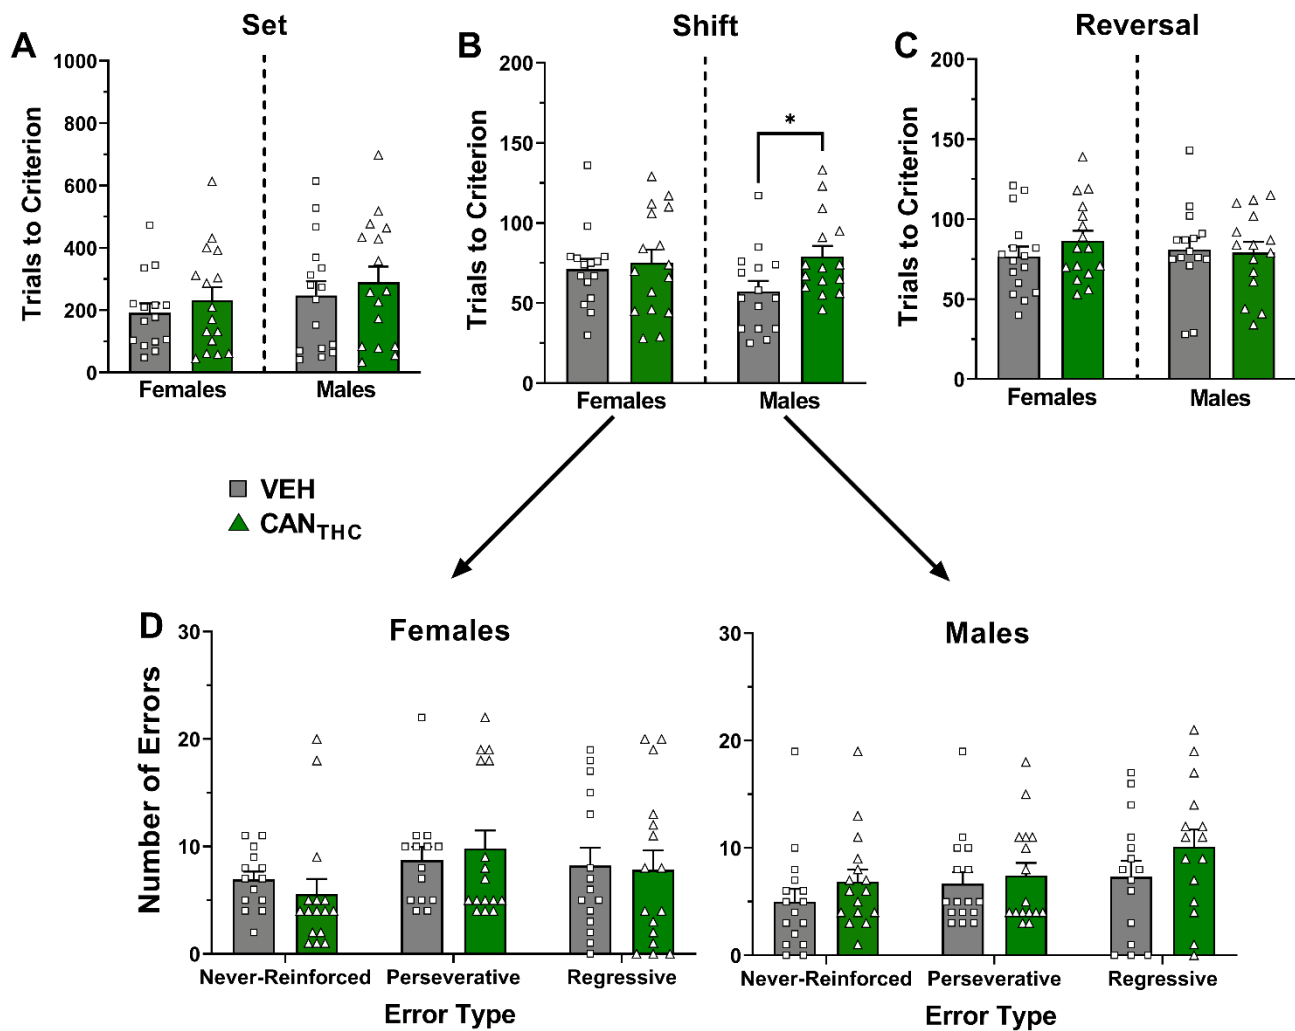 A
Set
Trials to Criterion
1000
800
600
400
200
0
Females
Males
B
Shift
Trials to Criterion
200
150
100
50
0
*
Females
Males
C
Reversal
Trials to Criterion
200
150
100
50
0
Females
Males
VEH
CANTHC
D
Females
Number of Errors
30
20
10
0
Never-Reinforced
Perseverative
Regressive
Error Type
Males
30
20
10
0
Never-Reinforced
Perseverative
Regressive
Error Type